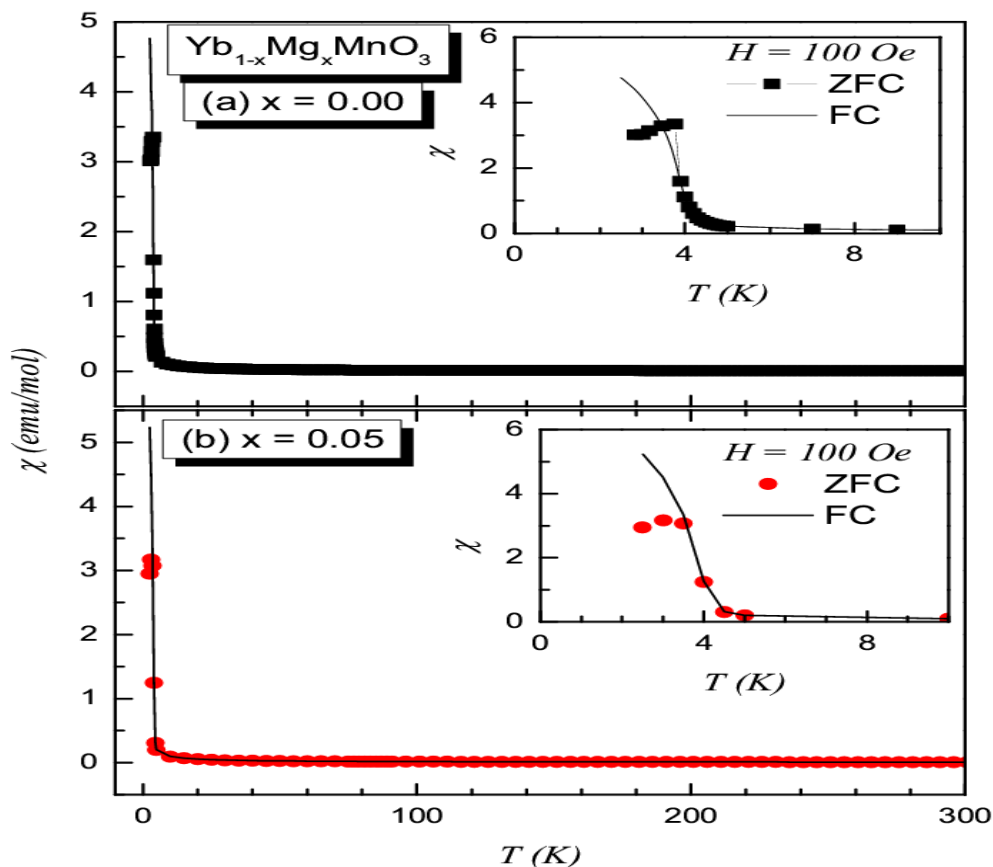 Yb₁₋ₓMgₓMnO₃
(a) x = 0.00
H = 100 Oe
ZFC
FC
χ
6
4
2
0
0 4 8
T (K)
5
4
3
2
1
0
χ (emu/mol)
(b) x = 0.05
H = 100 Oe
ZFC
FC
χ
6
4
2
0
0 4 8
T (K)
5
4
3
2
1
0
0 100 200 300
T (K)